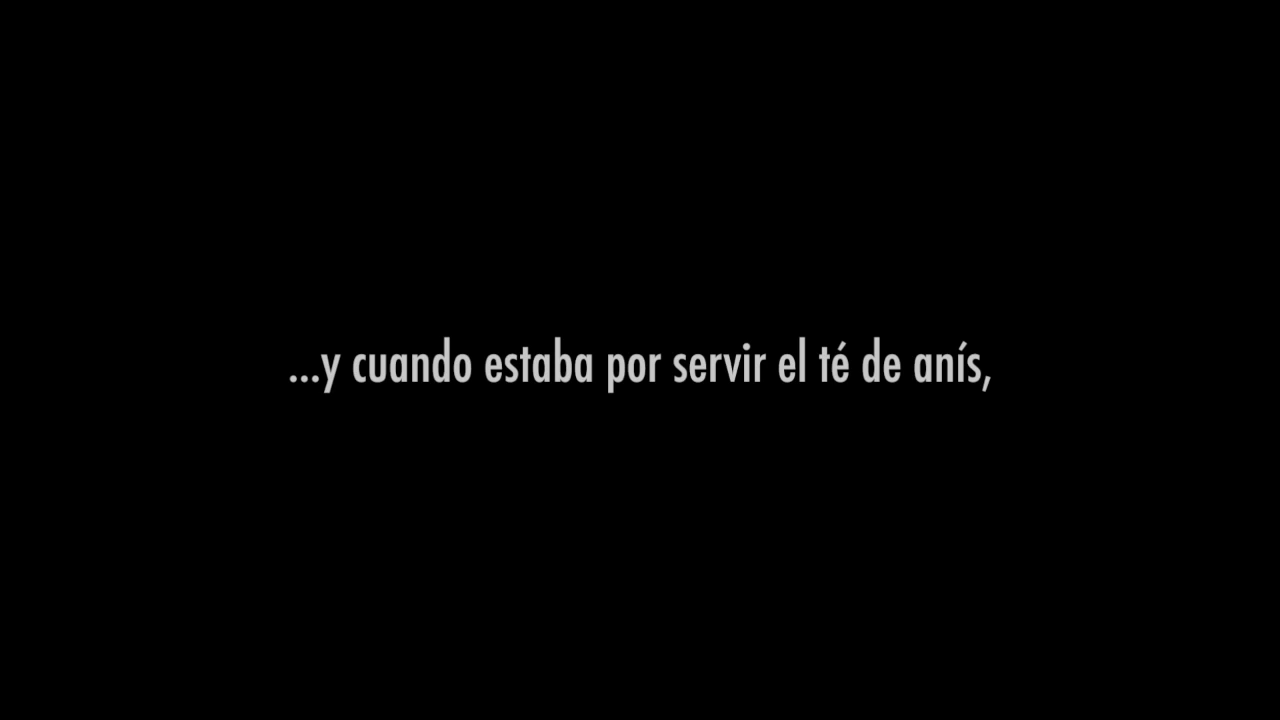 ...y cuando estaba por servir el té de anís,